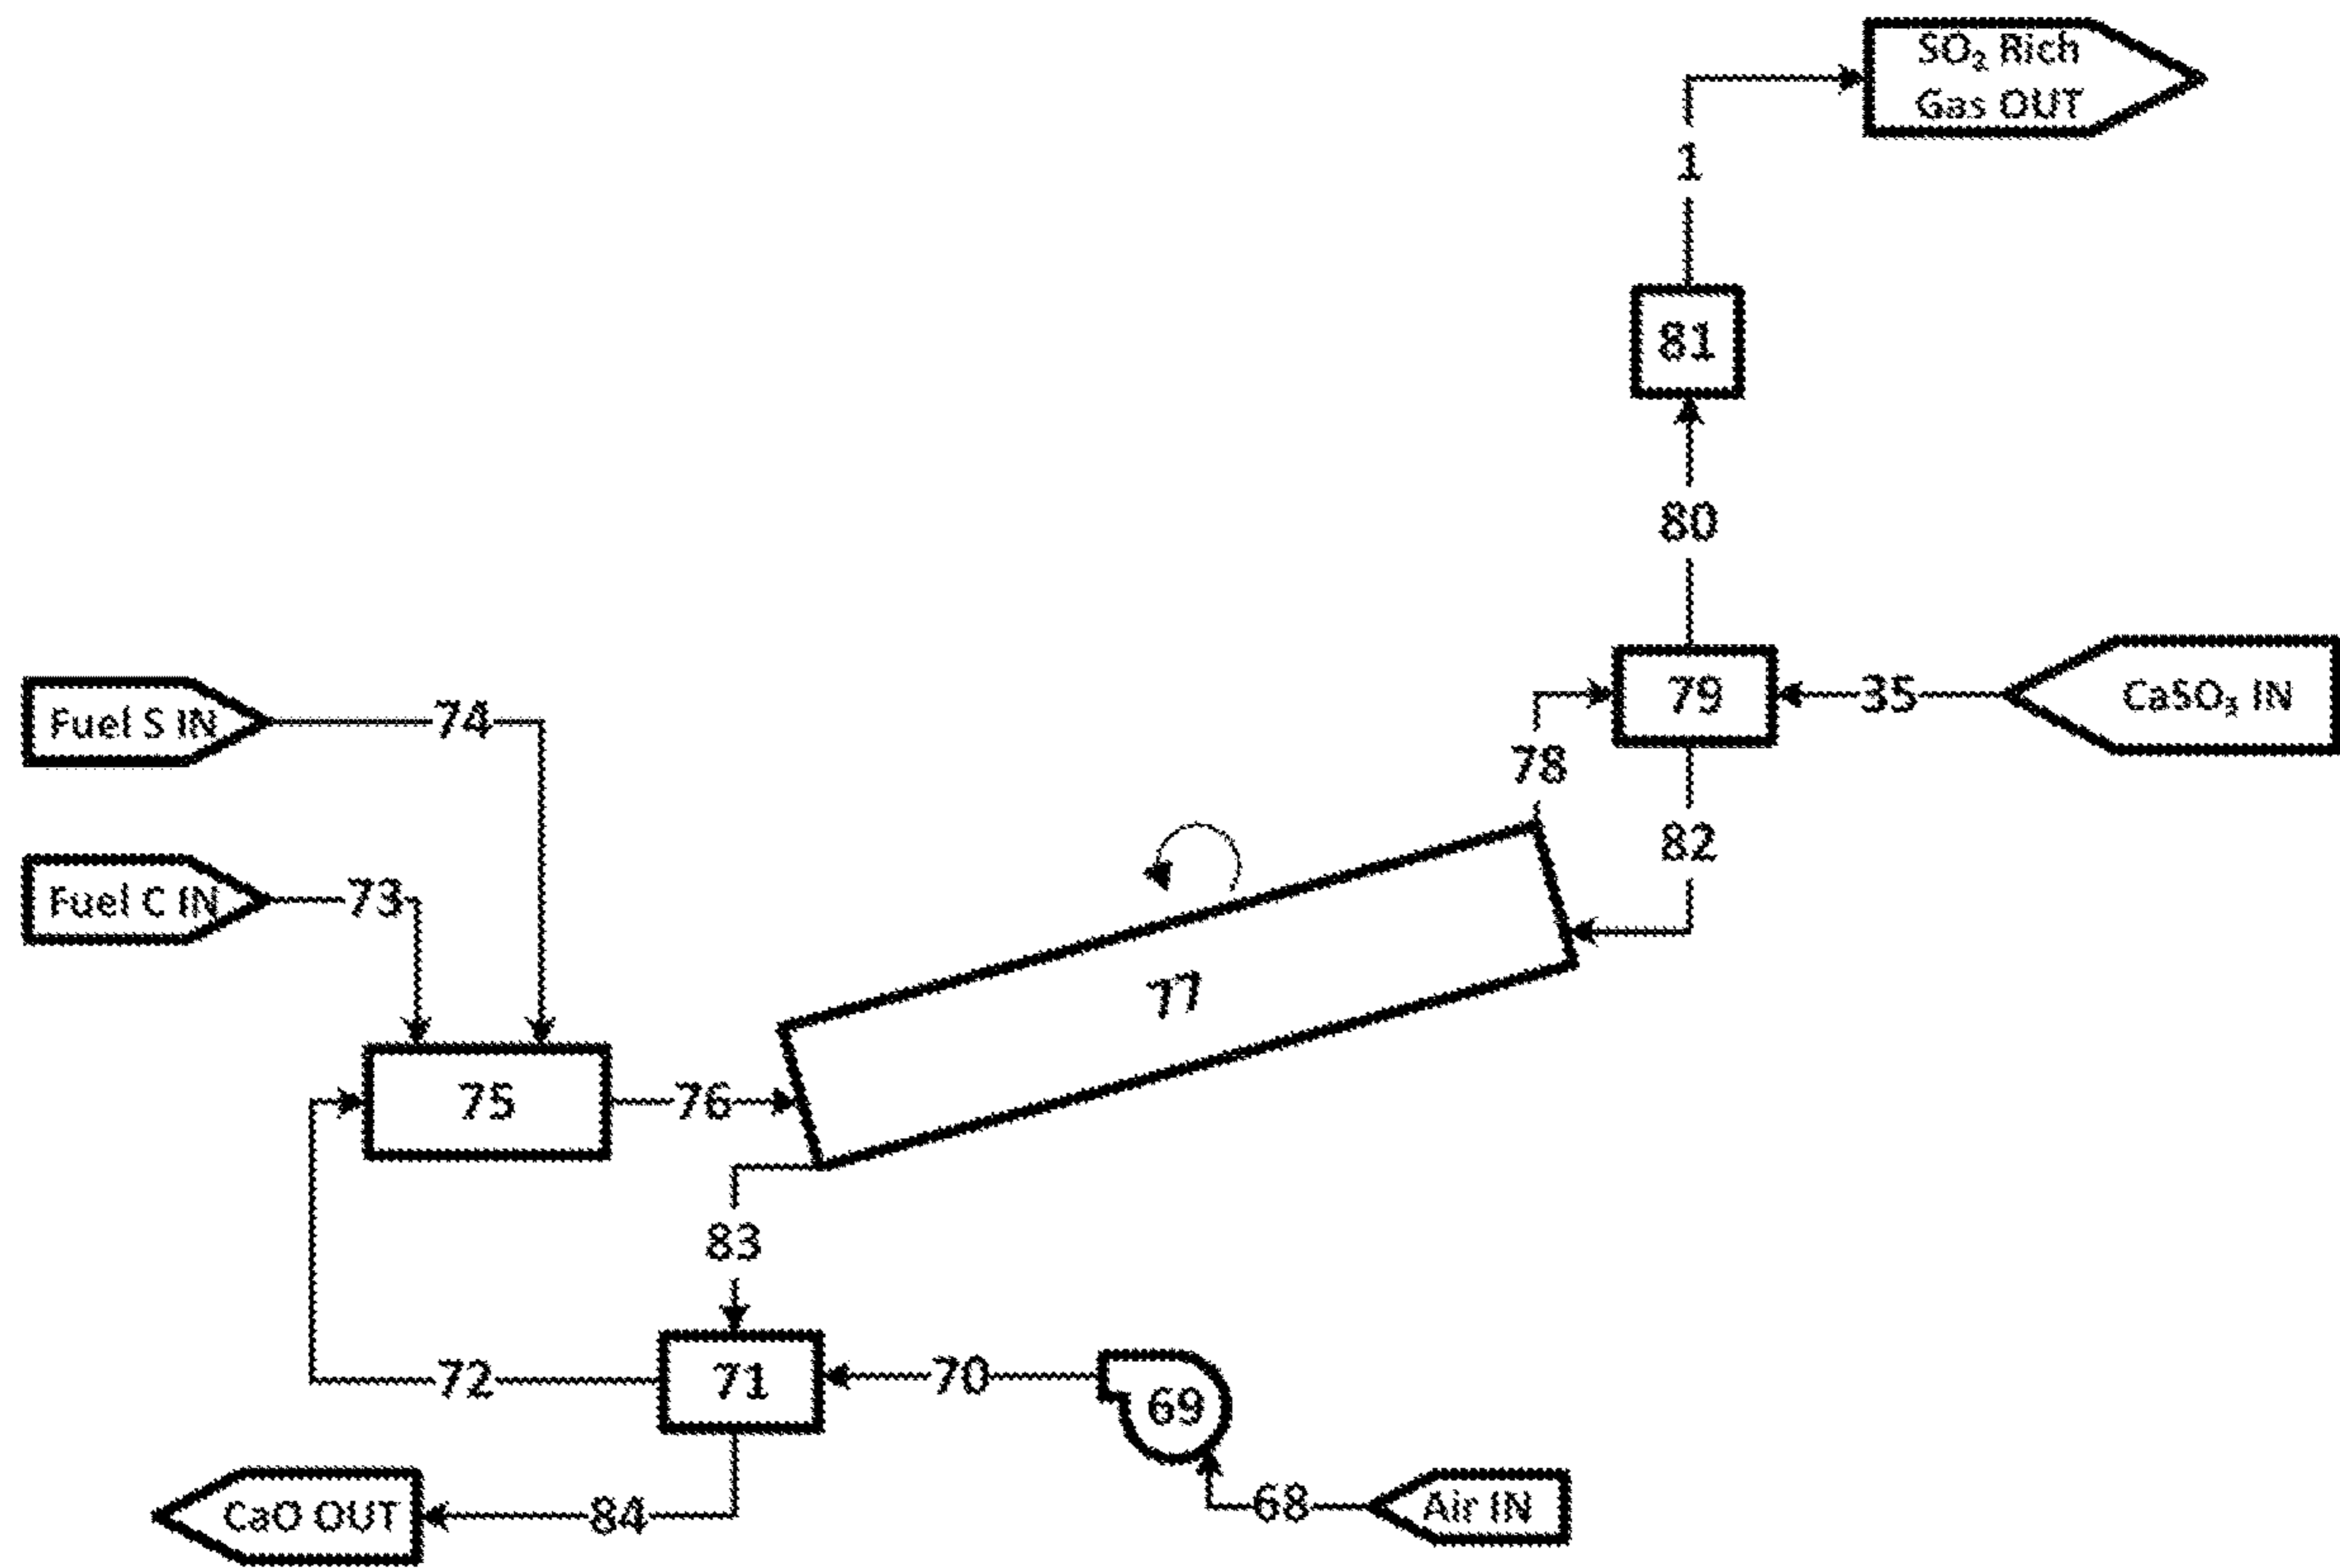 SO₂ Rich
Gas OUT
1
81
80
79
35
CaSO₃ IN
Fuel S IN
74
78
82
Fuel C IN
73
77
75
76
83
72
71
70
69
CaO OUT
84
68
Air IN